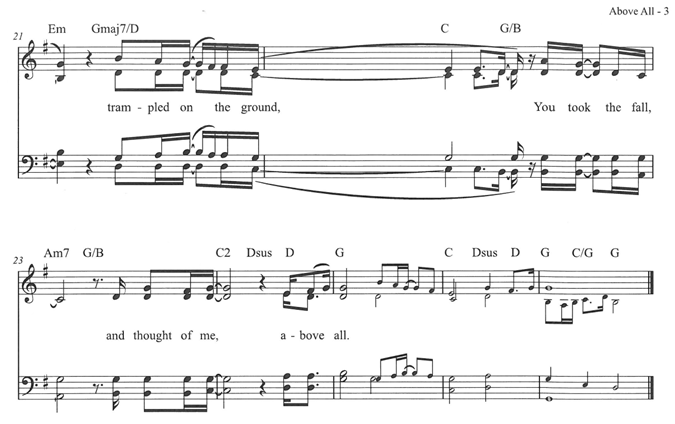 Above All - 3
21 Em Gmaj7/D C G/B
tram - pled on the ground, You took the fall,
23 Am7 G/B C2 Dsus D G C Dsus D G C/G G
and thought of me, a - bove all.